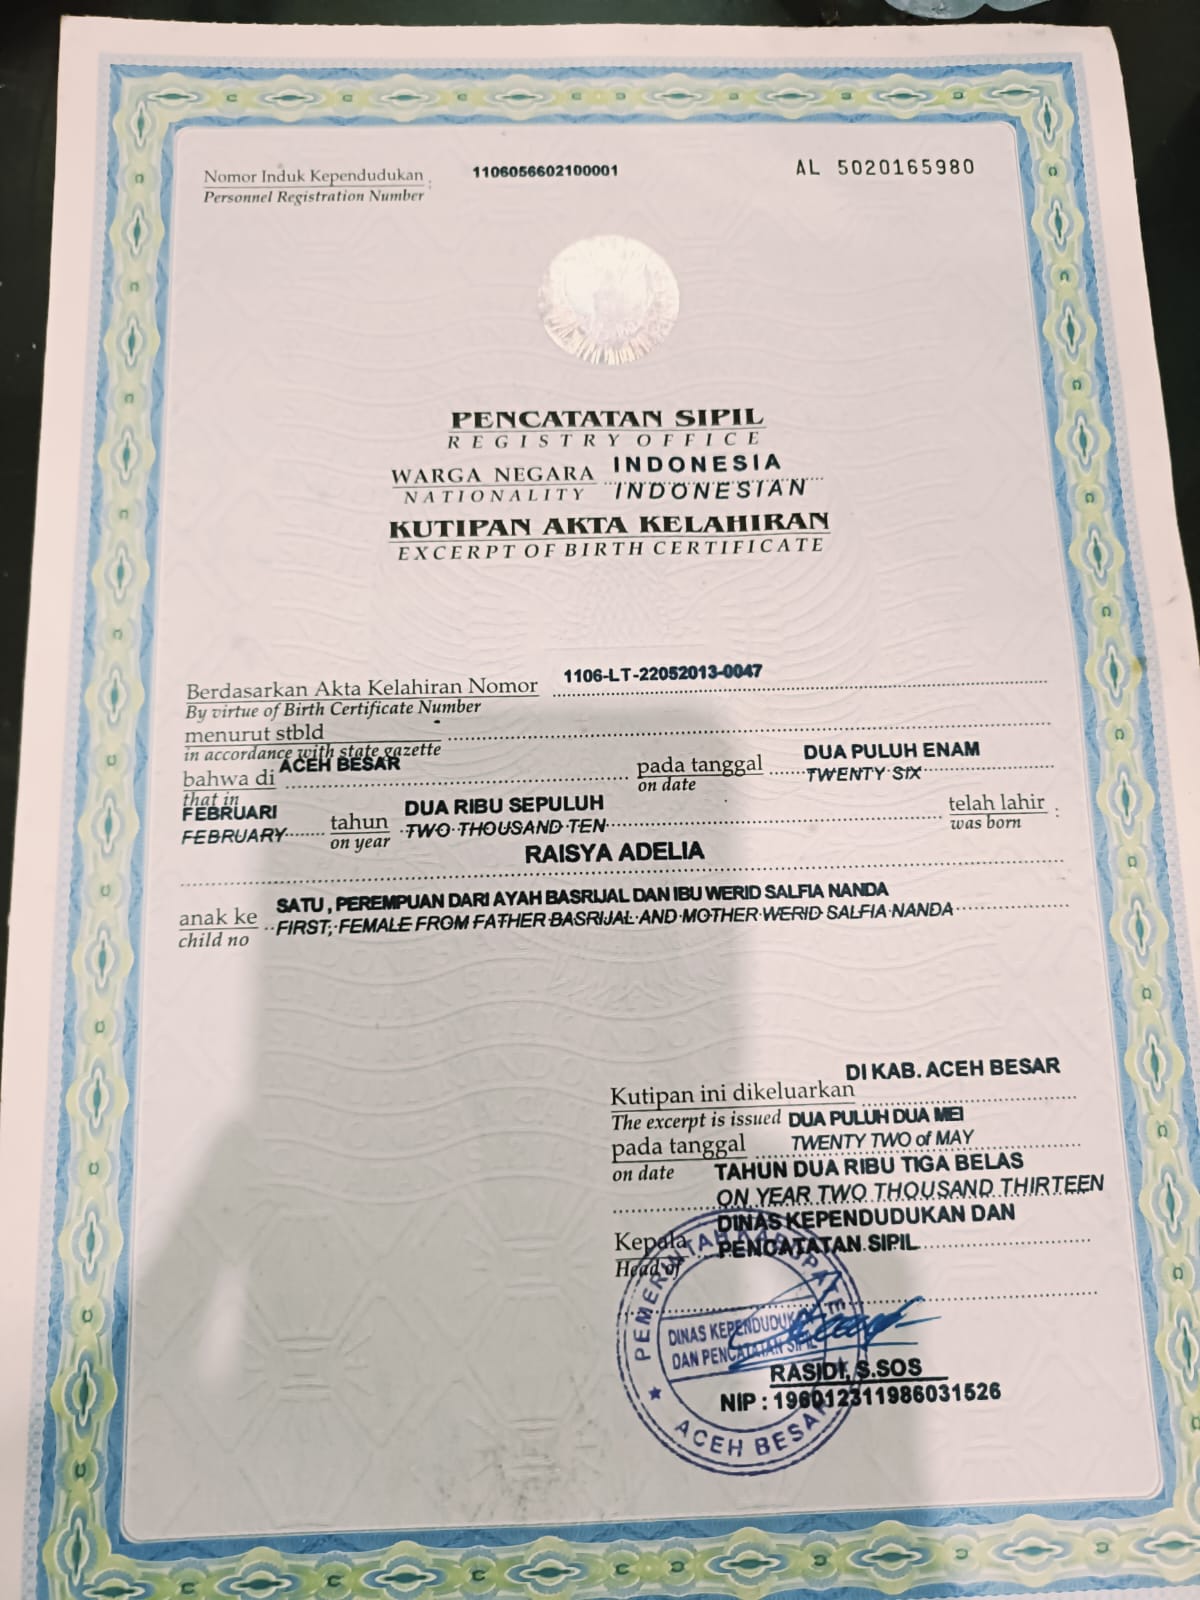 Nomor Induk Kependudukan : 1106056602100001 AL 5020165980
Personnel Registration Number
PENCATATAN SIPIL
REGISTRY OFFICE
WARGA NEGARA INDONESIA
NATIONALITY INDONESIAN
KUTIPAN AKTA KELAHIRAN
EXCERPT OF BIRTH CERTIFICATE
Berdasarkan Akta Kelahiran Nomor 1106-LT-22052013-0047
By virtue of Birth Certificate Number
menurut stbld
in accordance with state gazette
bahwa di ACEH BESAR pada tanggal DUA PULUH ENAM
that in on date TWENTY SIX
FEBRUARI tahun DUA RIBU SEPULUH telah lahir :
FEBRUARY on year TWO THOUSAND TEN was born
RAISYA ADELIA
anak ke SATU, PEREMPUAN DARI AYAH BASRIJAL DAN IBU WERID SALFIA NANDA
child no FIRST, FEMALE FROM FATHER BASRIJAL AND MOTHER WERID SALFIA NANDA
Kutipan ini dikeluarkan DI KAB. ACEH BESAR
The excerpt is issued
pada tanggal DUA PULUH DUA MEI
on date TWENTY TWO of MAY
TAHUN DUA RIBU TIGA BELAS
ON YEAR TWO THOUSAND THIRTEEN
Kepala DINAS KEPENDUDUKAN DAN
Head of PENCATATAN SIPIL
PEMERINTAH KABUPATE
DINAS KEPENDUDUKAN
DAN PENCATATAN SIPIL
ACEH BESAR
RASIDI, S.SOS
NIP : 196012311986031526